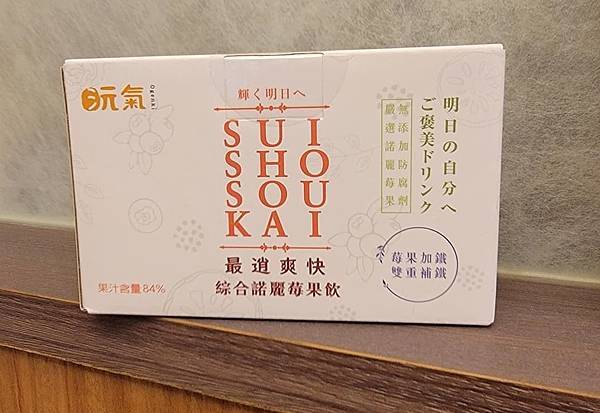 元氣
Ogenki
輝く明日へ
SUI
SHO
SOU
KAI
最逍爽快
綜合諾麗莓果飲
果汁含量84%
明日の自分へ
ご褒美ドリンク
無添加防腐劑
嚴選諾麗莓果
莓果加鐵
雙重補鐵